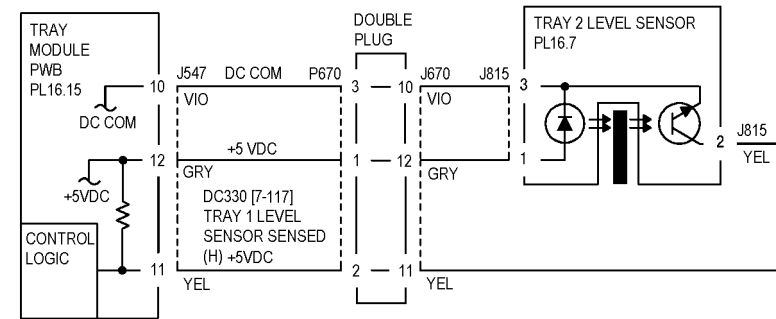 TRAY
MODULE
PWB
PL16.15
DC COM
+5VDC
CONTROL
LOGIC
10
12
11
J547 DC COM P670
VIO
+5 VDC
GRY
DC330 [7-117]
TRAY 1 LEVEL
SENSOR SENSED
(H) +5VDC
YEL
DOUBLE
PLUG
3 10
1 12
2 11
J670 J815
VIO
GRY
YEL
TRAY 2 LEVEL SENSOR
PL16.7
3
1
2
J815
YEL